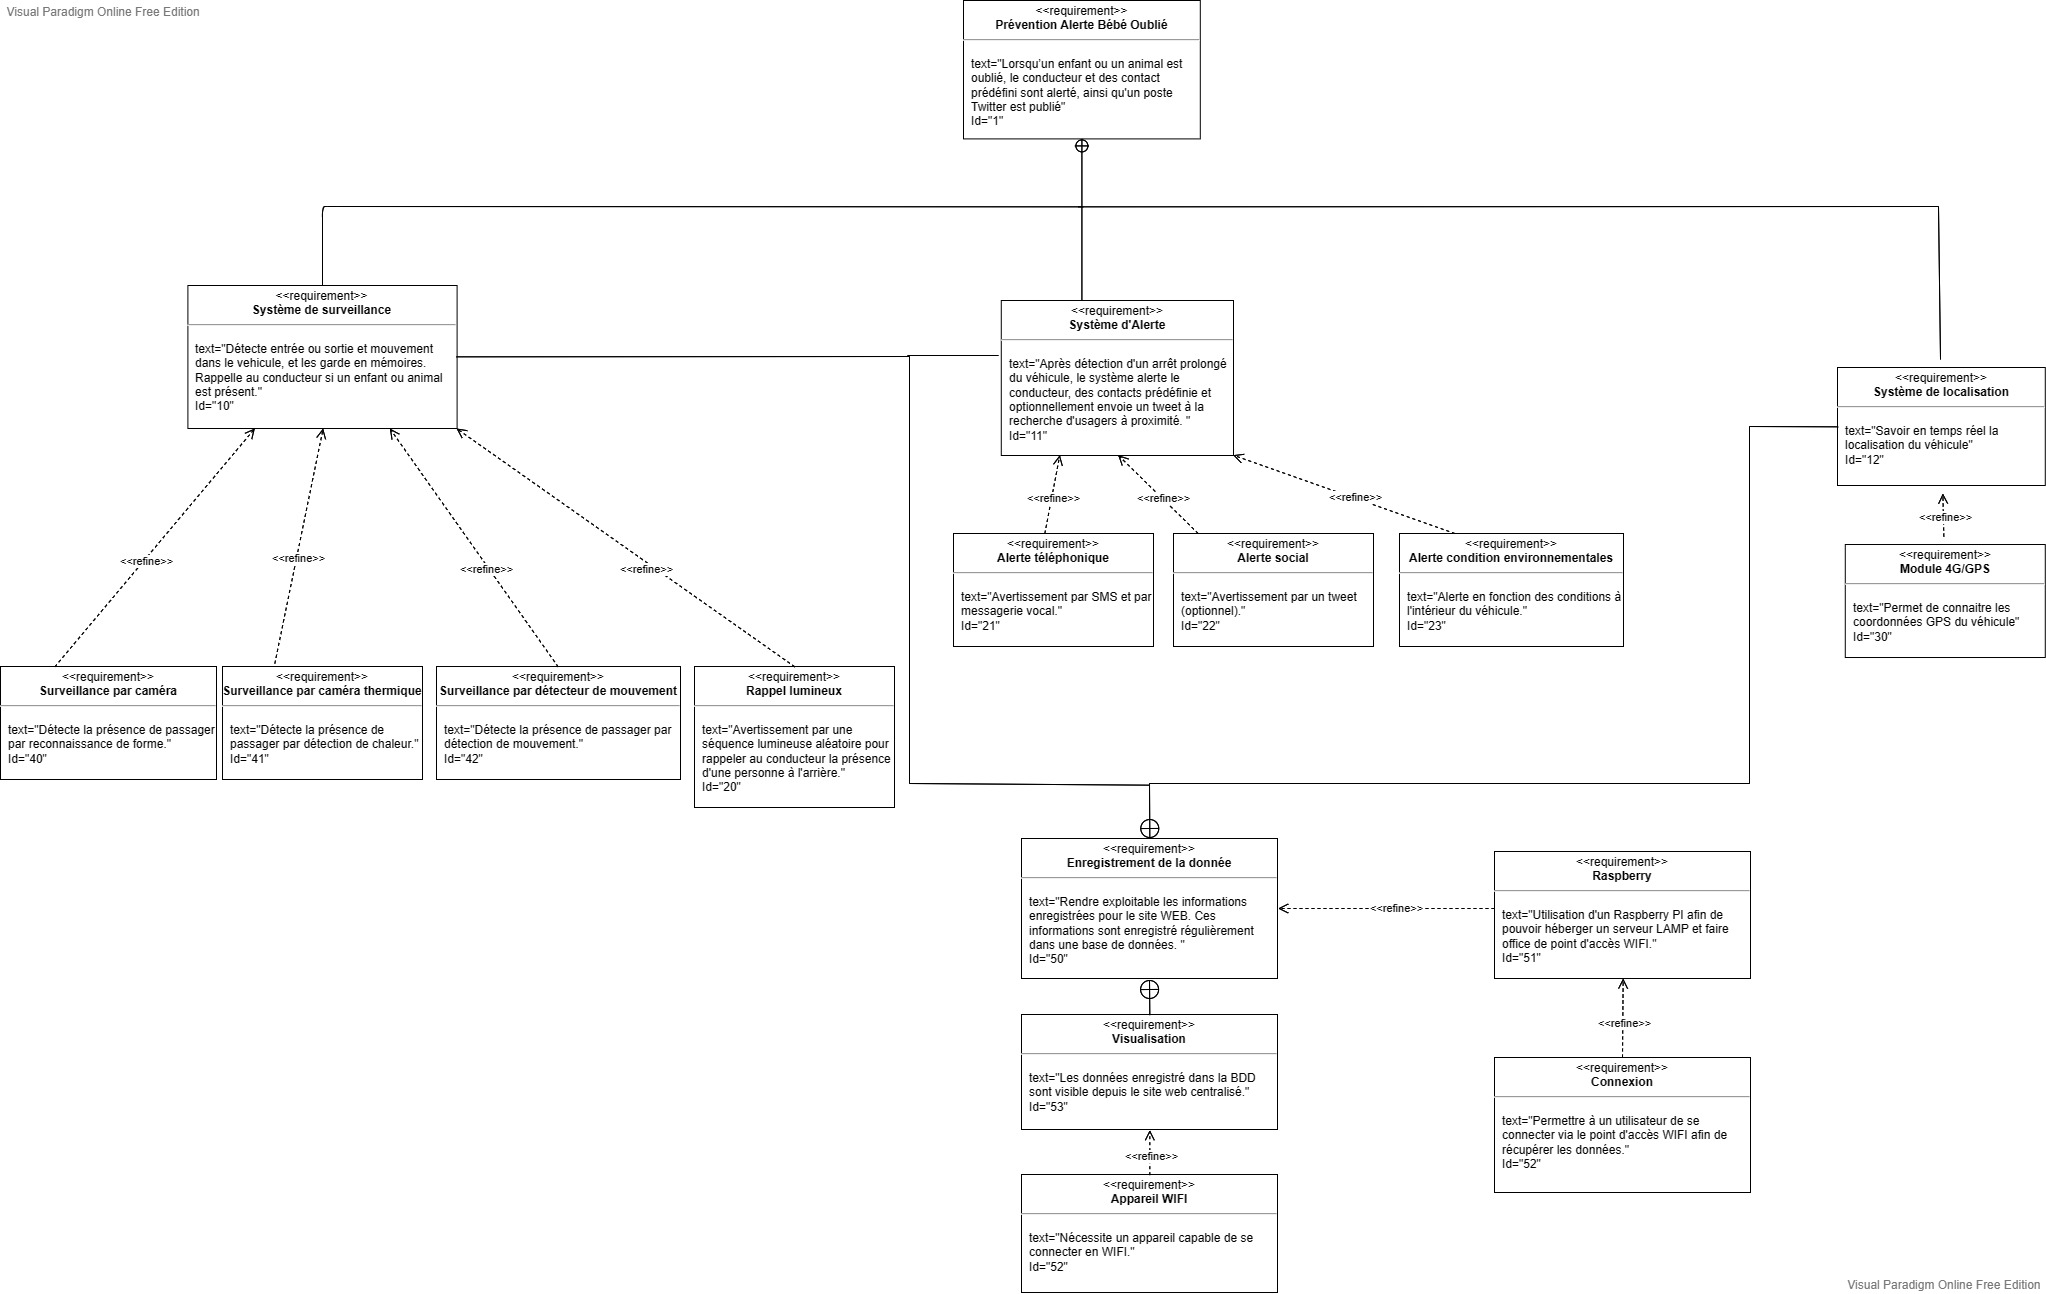 Visual Paradigm Online Free Edition
<<requirement>>
Prévention Alerte Bébé Oublié
text="Lorsqu'un enfant ou un animal est
oublié, le conducteur et des contact
prédéfini sont alerté, ainsi qu'un poste
Twitter est publié"
Id="1"
<<requirement>>
Système de surveillance
text="Détecte entrée ou sortie et mouvement
dans le vehicule, et les garde en mémoires.
Rappelle au conducteur si un enfant ou animal
est présent."
Id="10"
<<requirement>>
Système d'Alerte
text="Après détection d'un arrêt prolongé
du véhicule, le système alerte le
conducteur, des contacts prédéfinie et
optionnellement envoie un tweet à la
recherche d'usagers à proximité. "
Id="11"
<<requirement>>
Système de localisation
text="Savoir en temps réel la
localisation du véhicule"
Id="12"
<<refine>>
<<refine>>
<<refine>>
<<refine>>
<<requirement>>
Alerte téléphonique
text="Avertissement par SMS et par
messagerie vocal."
Id="21"
<<requirement>>
Alerte social
text="Avertissement par un tweet
(optionnel)."
Id="22"
<<requirement>>
Alerte condition environnementales
text="Alerte en fonction des conditions à
l'intérieur du véhicule."
Id="23"
<<requirement>>
Module 4G/GPS
text="Permet de connaitre les
coordonnées GPS du véhicule"
Id="30"
<<refine>>
<<refine>>
<<refine>>
<<refine>>
<<requirement>>
Surveillance par caméra
text="Détecte la présence de passager
par reconnaissance de forme."
Id="40"
<<requirement>>
Surveillance par caméra thermique
text="Détecte la présence de
passager par détection de chaleur."
Id="41"
<<requirement>>
Surveillance par détecteur de mouvement
text="Détecte la présence de passager par
détection de mouvement."
Id="42"
<<requirement>>
Rappel lumineux
text="Avertissement par une
séquence lumineuse aléatoire pour
rappeler au conducteur la présence
d'une personne à l'arrière."
Id="20"
<<requirement>>
Enregistrement de la donnée
text="Rendre exploitable les informations
enregistrées pour le site WEB. Ces
informations sont enregistré régulièrement
dans une base de données. "
Id="50"
<<refine>>
<<requirement>>
Raspberry
text="Utilisation d'un Raspberry PI afin de
pouvoir héberger un serveur LAMP et faire
office de point d'accès WIFI."
Id="51"
<<refine>>
<<requirement>>
Visualisation
text="Les données enregistré dans la BDD
sont visible depuis le site web centralisé."
Id="53"
<<requirement>>
Connexion
text="Permettre à un utilisateur de se
connecter via le point d'accès WIFI afin de
récupérer les données."
Id="52"
<<refine>>
<<requirement>>
Appareil WIFI
text="Nécessite un appareil capable de se
connecter en WIFI."
Id="52"
Visual Paradigm Online Free Edition